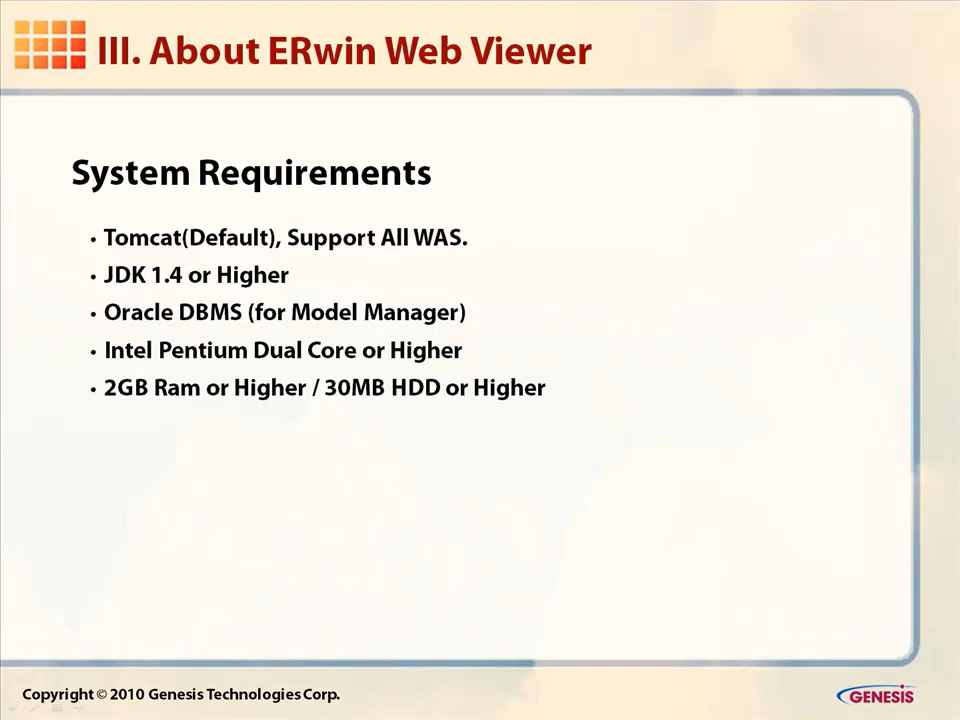 III. About ERwin Web Viewer
System Requirements
• Tomcat(Default), Support All WAS.
• JDK 1.4 or Higher
• Oracle DBMS (for Model Manager)
• Intel Pentium Dual Core or Higher
• 2GB Ram or Higher / 30MB HDD or Higher
Copyright © 2010 Genesis Technologies Corp.
GENESIS